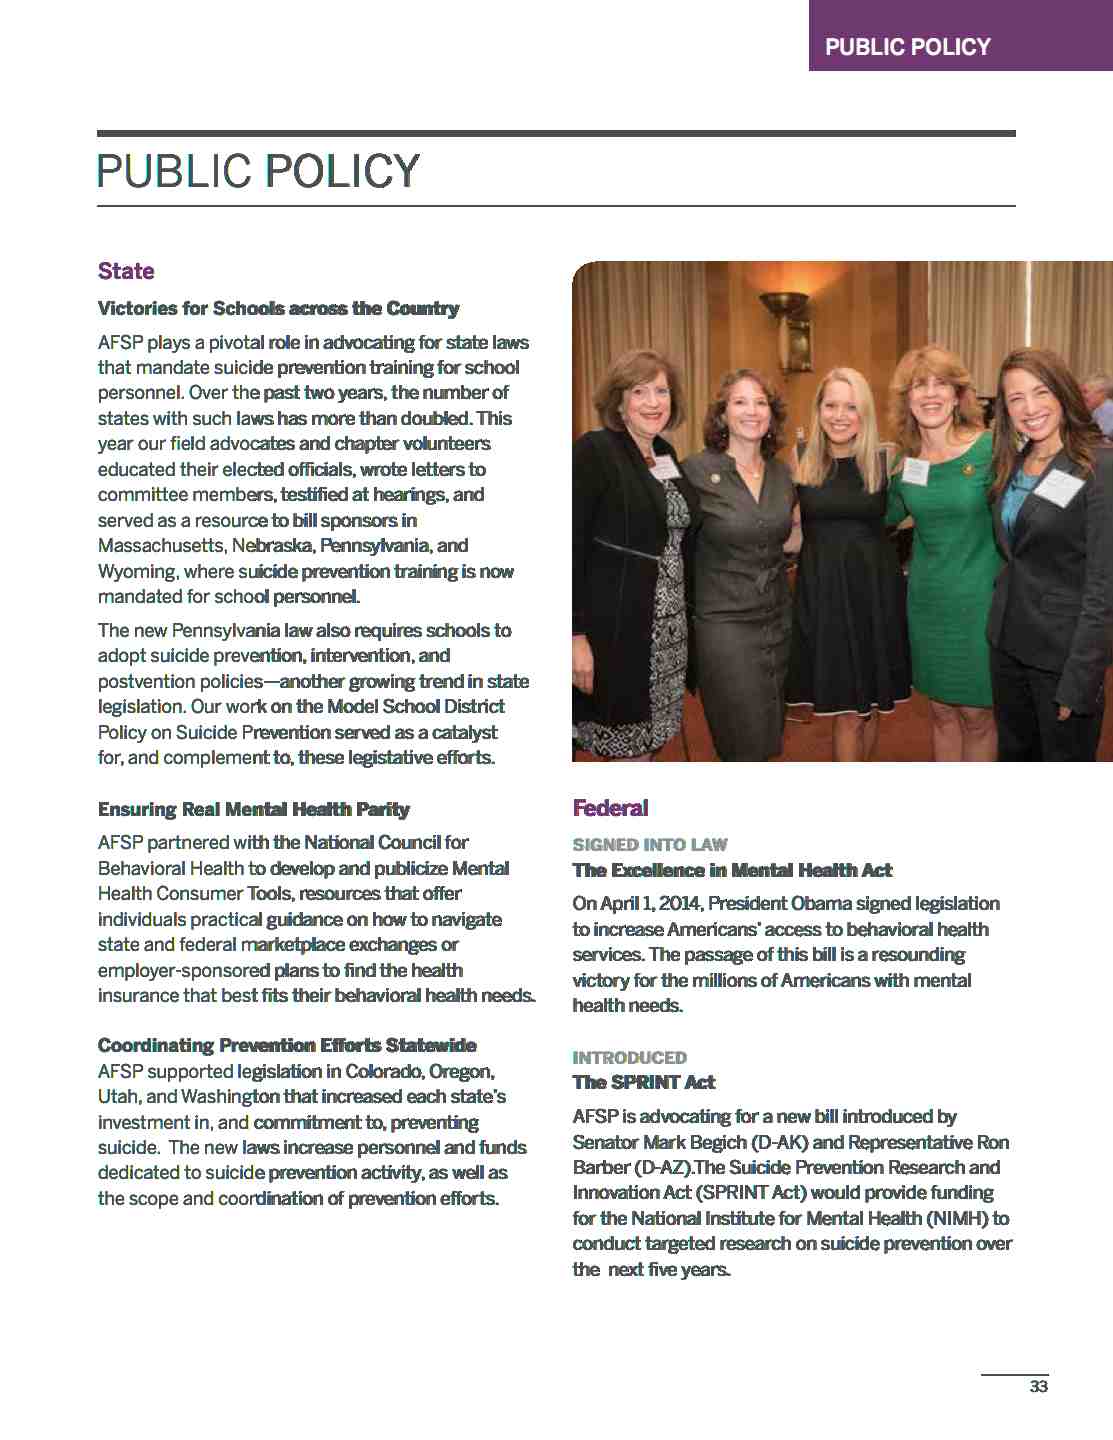 PUBLIC POLICY
PUBLIC POLICY
State
Victories for Schools across the Country
AFSP plays a pivotal role in advocating for state laws
that mandate suicide prevention training for school
personnel. Over the past two years, the number of
states with such laws has more than doubled. This
year our field advocates and chapter volunteers
educated their elected officials, wrote letters to
committee members, testified at hearings, and
served as a resource to bill sponsors in
Massachusetts, Nebraska, Pennsylvania, and
Wyoming, where suicide prevention training is now
mandated for school personnel.
The new Pennsylvania law also requires schools to
adopt suicide prevention, intervention, and
postvention policies—another growing trend in state
legislation. Our work on the Model School District
Policy on Suicide Prevention served as a catalyst
for, and complement to, these legistative efforts.
Ensuring Real Mental Health Parity
AFSP partnered with the National Council for
Behavioral Health to develop and publicize Mental
Health Consumer Tools, resources that offer
individuals practical guidance on how to navigate
state and federal marketplace exchanges or
employer-sponsored plans to find the health
insurance that best fits their behavioral health needs.
Coordinating Prevention Efforts Statewide
AFSP supported legislation in Colorado, Oregon,
Utah, and Washington that increased each state's
investment in, and commitment to, preventing
suicide. The new laws increase personnel and funds
dedicated to suicide prevention activity, as well as
the scope and coordination of prevention efforts.
Federal
SIGNED INTO LAW
The Excellence in Mental Health Act
On April 1, 2014, President Obama signed legislation
to increase Americans' access to behavioral health
services. The passage of this bill is a resounding
victory for the millions of Americans with mental
health needs.
INTRODUCED
The SPRINT Act
AFSP is advocating for a new bill introduced by
Senator Mark Begich (D-AK) and Representative Ron
Barber (D-AZ).The Suicide Prevention Research and
Innovation Act (SPRINT Act) would provide funding
for the National Institute for Mental Health (NIMH) to
conduct targeted research on suicide prevention over
the next five years.
33